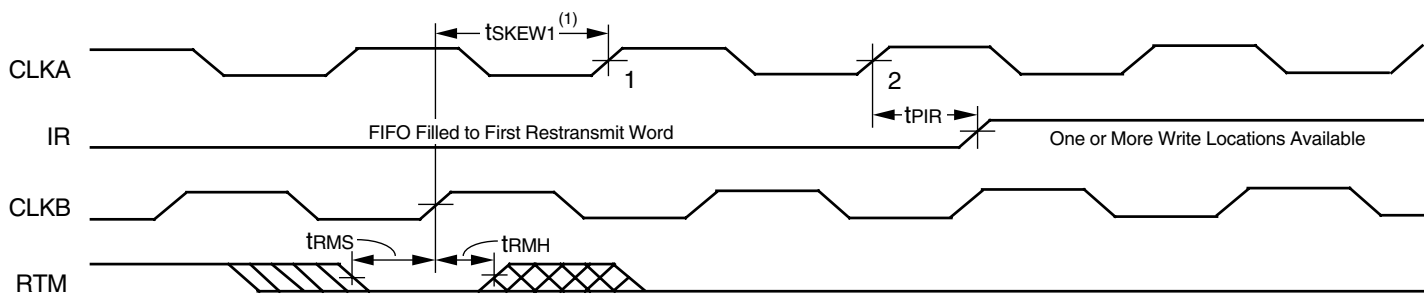 tSKEW1(1)
CLKA
1
2
tPIR
IR
FIFO Filled to First Restransmit Word
One or More Write Locations Available
CLKB
tRMS
tRMH
RTM